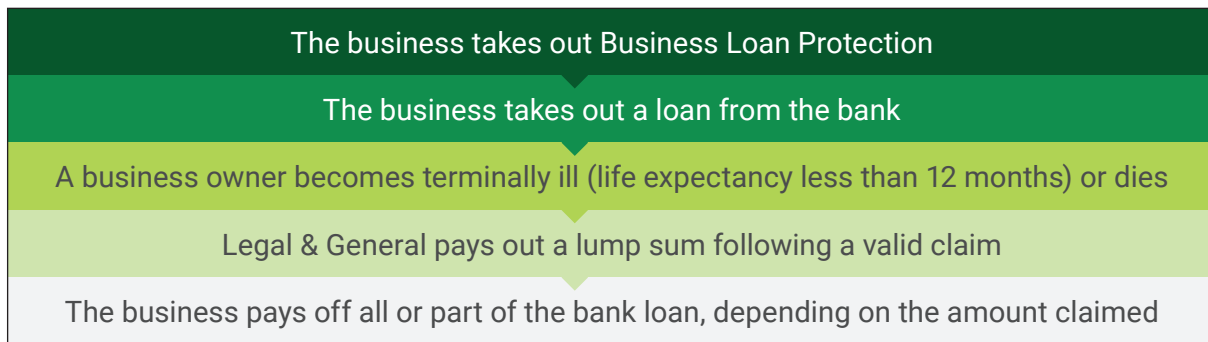 The business takes out Business Loan Protection
The business takes out a loan from the bank
A business owner becomes terminally ill (life expectancy less than 12 months) or dies
Legal & General pays out a lump sum following a valid claim
The business pays off all or part of the bank loan, depending on the amount claimed